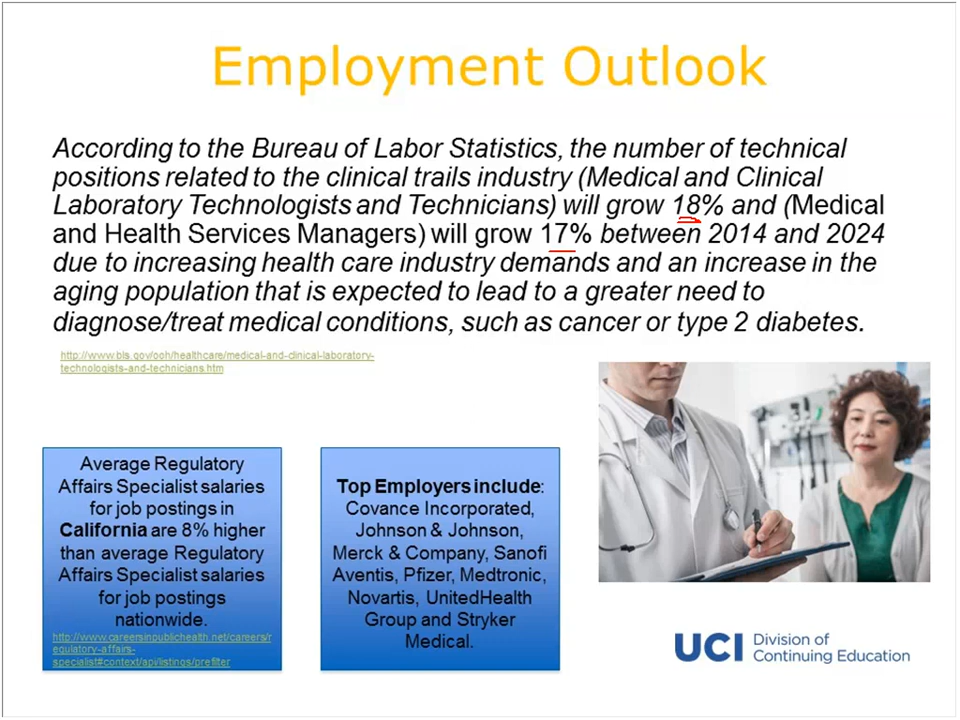 Employment Outlook
According to the Bureau of Labor Statistics, the number of technical
positions related to the clinical trails industry (Medical and Clinical
Laboratory Technologists and Technicians) will grow 18% and (Medical
and Health Services Managers) will grow 17% between 2014 and 2024
due to increasing health care industry demands and an increase in the
aging population that is expected to lead to a greater need to
diagnose/treat medical conditions, such as cancer or type 2 diabetes.
http://www.bls.gov/ooh/healthcare/medical-and-clinical-laboratory-
technologists-and-technicians.htm
Average Regulatory
Affairs Specialist salaries
for job postings in
California are 8% higher
than average Regulatory
Affairs Specialist salaries
for job postings
nationwide.
http://www.careersinpublichealth.net/careers/r
egulatory-affairs-
specialist#context/api/listings/prefilter
Top Employers include:
Covance Incorporated,
Johnson & Johnson,
Merck & Company, Sanofi
Aventis, Pfizer, Medtronic,
Novartis, UnitedHealth
Group and Stryker
Medical.
UCI Division of
Continuing Education